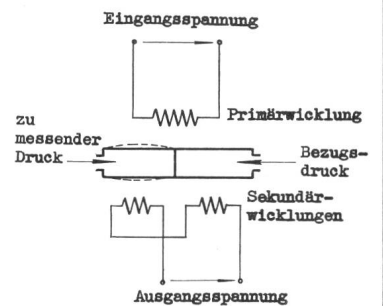 Eingangsspannung
Primärwicklung
zu
messender
Druck
Bezugs-
druck
Sekundär-
wicklungen
Ausgangsspannung